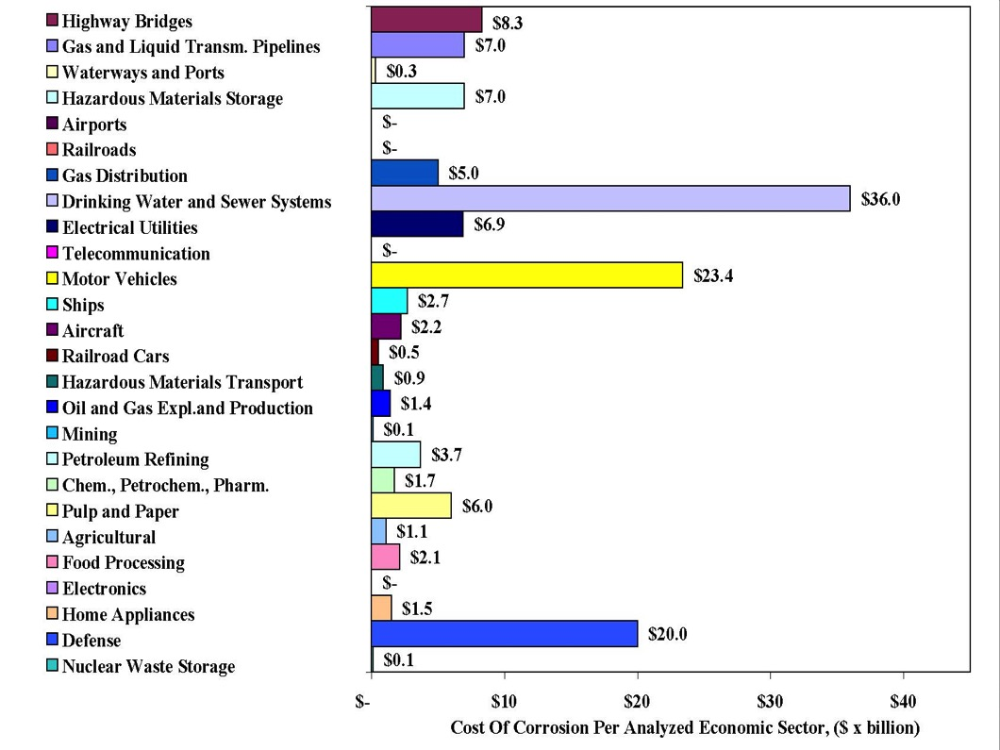 Highway Bridges $8.3
Gas and Liquid Transm. Pipelines $7.0
Waterways and Ports $0.3
Hazardous Materials Storage $7.0
Airports $-
Railroads $-
Gas Distribution $5.0
Drinking Water and Sewer Systems $36.0
Electrical Utilities $6.9
Telecommunication $-
Motor Vehicles $23.4
Ships $2.7
Aircraft $2.2
Railroad Cars $0.5
Hazardous Materials Transport $0.9
Oil and Gas Expl.and Production $1.4
Mining $0.1
Petroleum Refining $3.7
Chem., Petrochem., Pharm. $1.7
Pulp and Paper $6.0
Agricultural $1.1
Food Processing $2.1
Electronics $-
Home Appliances $1.5
Defense $20.0
Nuclear Waste Storage $0.1
$- $10 $20 $30 $40
Cost Of Corrosion Per Analyzed Economic Sector, ($ x billion)